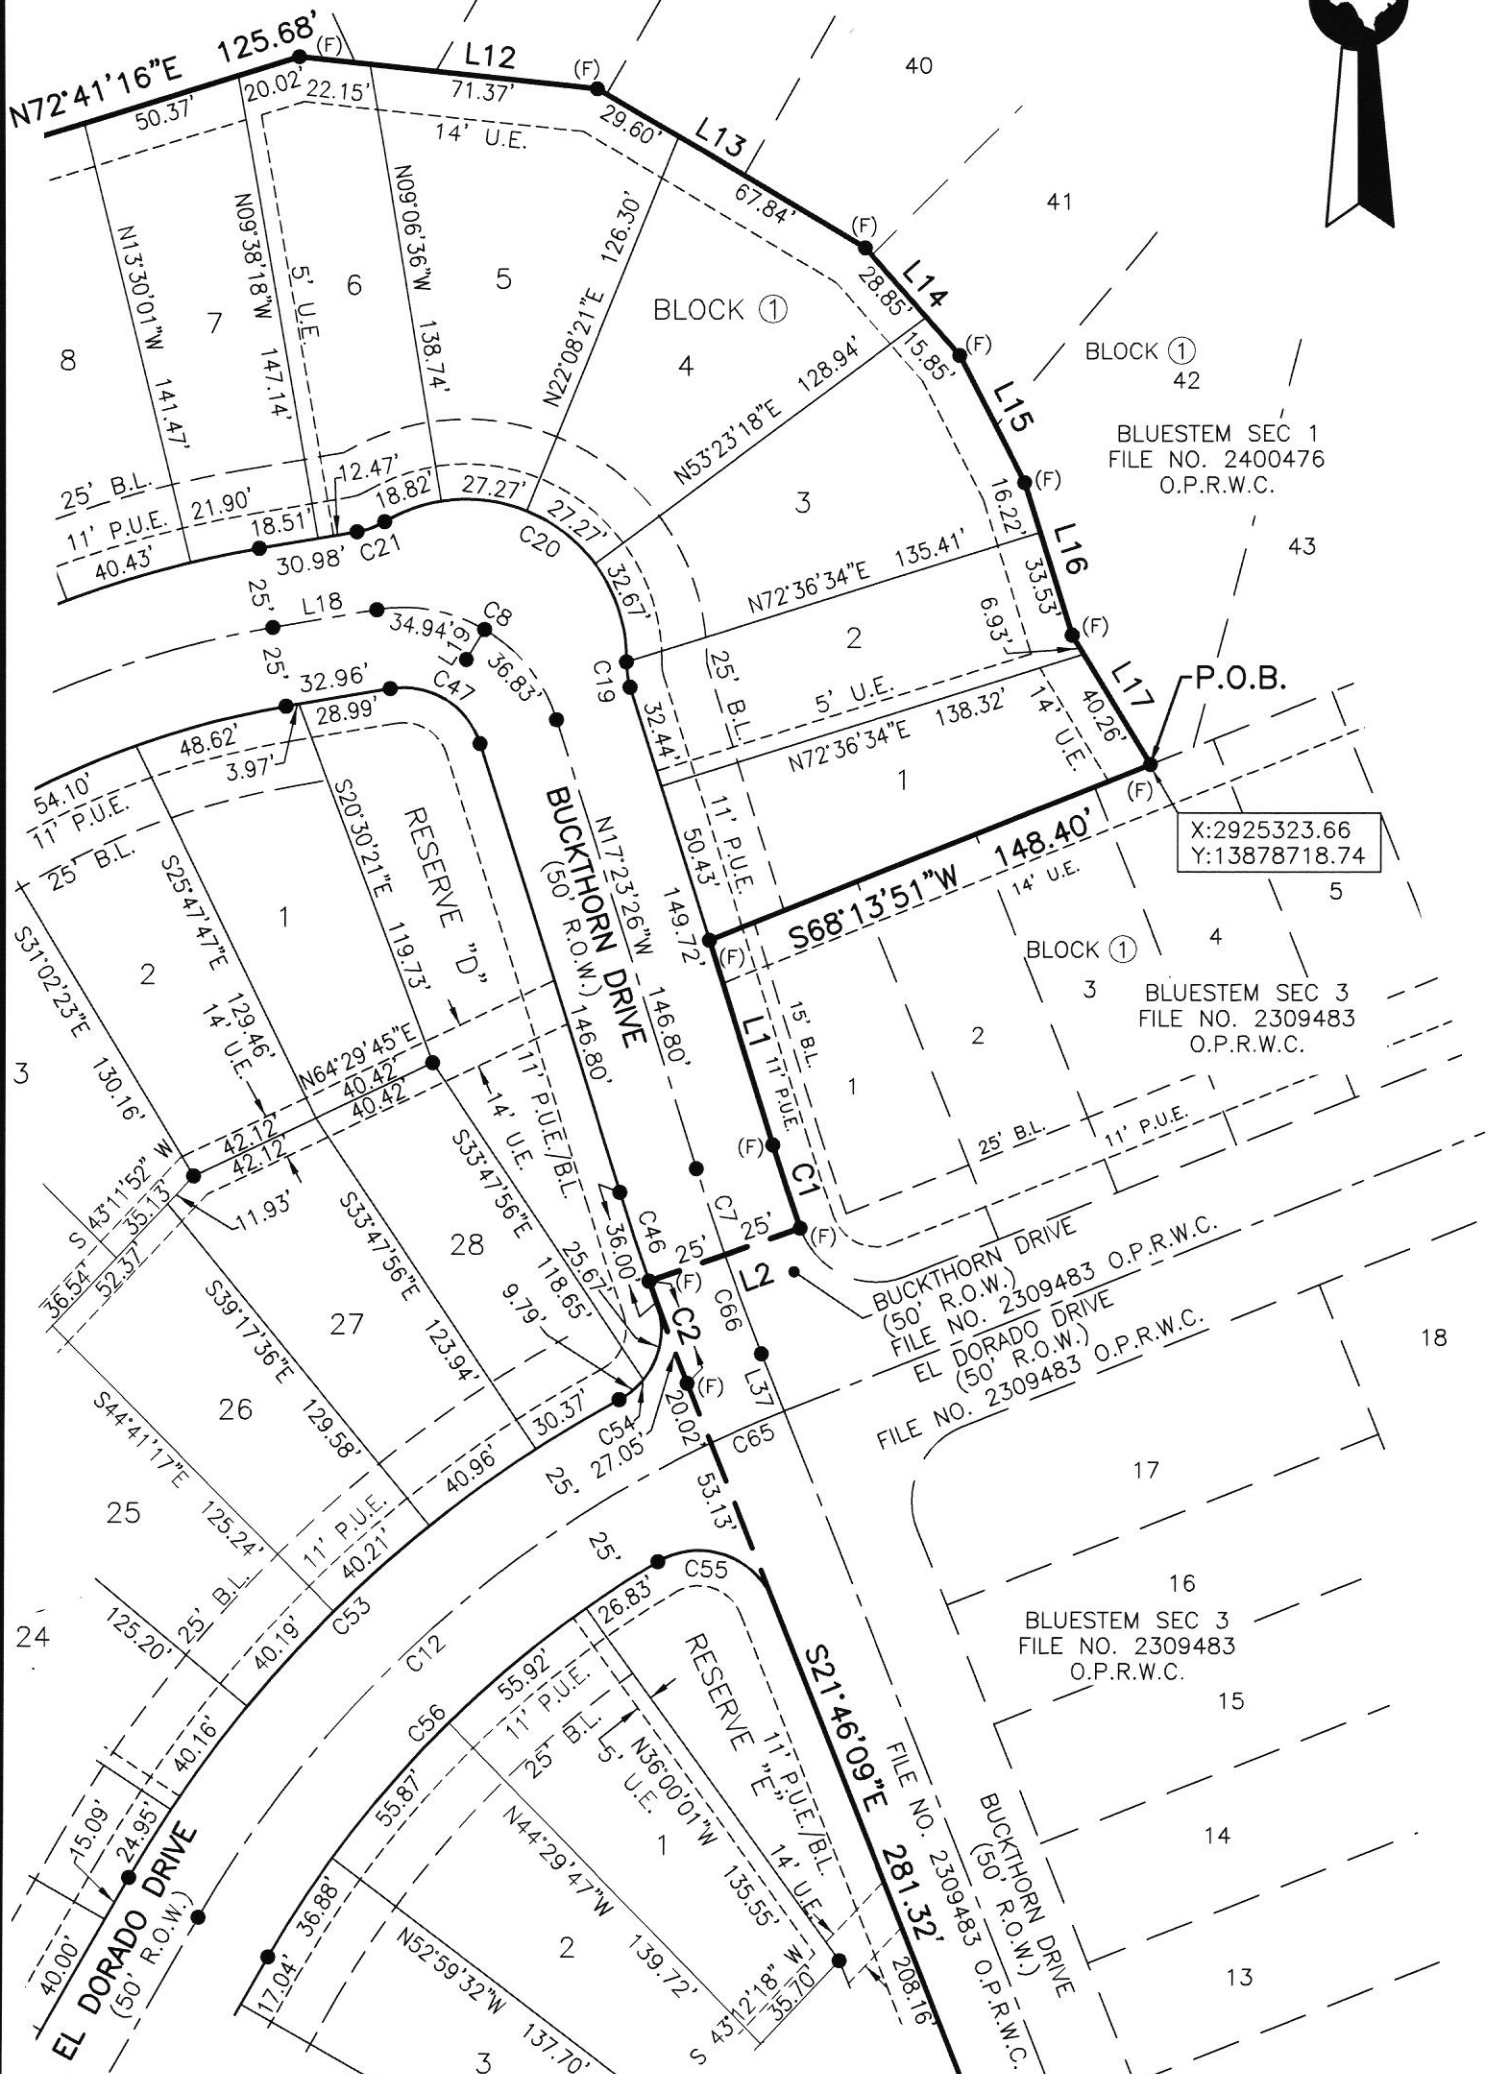 N72°41'16"E 125.68'
(F)
L12
(F)
50.37'
20.02'
22.15'
71.37'
14' U.E.
29.60'
L13
67.84'
40
41
(F)
L14
28.85'
15.85'
(F)
L15
BLOCK 1
42
BLUESTEM SEC 1
FILE NO. 2400476
O.P.R.W.C.
43
8
N13°30'01"W 141.47'
7
N09°38'18"W 147.14'
5' U.E.
6
N09°06'36"W 138.74'
5
N22°08'21"E 126.30'
BLOCK 1
4
N53°23'18"E 128.94'
3
(F)
16.22'
L16
33.53'
N72°36'34"E 135.41'
2
6.93'
(F)
L17
40.26'
P.O.B.
5' U.E.
N72°36'34"E 138.32'
14' U.E.
1
(F)
X:2925323.66
Y:13878718.74
25' B.L.
11' P.U.E.
21.90'
12.47'
18.82'
27.27'
27.27'
C20
32.67'
40.43'
18.51'
30.98'
C21
25'
L18
34.94'
L19
C8
36.83'
C19
32.44'
25' B.L.
25'
32.96'
C47
28.99'
48.62'
3.97'
54.10'
11' P.U.E.
25' B.L.
S20°30'21"E 119.73'
RESERVE "D"
BUCKTHORN DRIVE
(50' R.O.W.)
146.80'
N17°23'26"W 146.80'
11' P.U.E.
50.43'
149.72'
S68°13'51"W 148.40'
14' U.E.
(F)
5
4
BLOCK 1
3
BLUESTEM SEC 3
FILE NO. 2309483
O.P.R.W.C.
2
1
L1
11' P.U.E.
15' B.L.
25' B.L.
11' P.U.E.
S25°47'47"E 129.46'
1
2
S31°02'23"E 130.16'
14' U.E.
N64°29'45"E
40.42'
40.42'
3
42.12'
42.12'
14' U.E.
11' P.U.E./B.L.
S 43°11'52" W
35.13'
11.93'
36.54'
52.37'
S33°47'56"E 118.65'
28
25.67'
9.79'
36.00'
C46
25'
25'
C7
(F)
C1
(F)
(F)
L2
C2
C66
BUCKTHORN DRIVE
(50' R.O.W.)
FILE NO. 2309483 O.P.R.W.C.
EL DORADO DRIVE
(50' R.O.W.)
FILE NO. 2309483 O.P.R.W.C.
18
S33°47'56"E 123.94'
27
S39°17'36"E 129.58'
26
S44°41'17"E 125.24'
25
(F)
L37
20.02'
C65
C54
27.05'
30.37'
40.96'
25'
53.13'
11' P.U.E.
40.21'
25' B.L.
C53
40.19'
24
125.20'
C12
25'
C55
26.83'
17
16
BLUESTEM SEC 3
FILE NO. 2309483
O.P.R.W.C.
15
14
13
55.92'
11' P.U.E.
C56
25' B.L.
5' U.E.
RESERVE "E"
11' P.U.E./B.L.
N36°00'01"W 135.55'
1
14' U.E.
S21°46'09"E 281.32'
208.16'
FILE NO. 2309483 O.P.R.W.C.
BUCKTHORN DRIVE
(50' R.O.W.)
40.16'
55.87'
N44°29'47"W 139.72'
2
15.09'
24.95'
36.88'
N52°59'32"W 137.70'
S 43°12'18" W
35.70'
40.00'
EL DORADO DRIVE
(50' R.O.W.)
17.04'
3